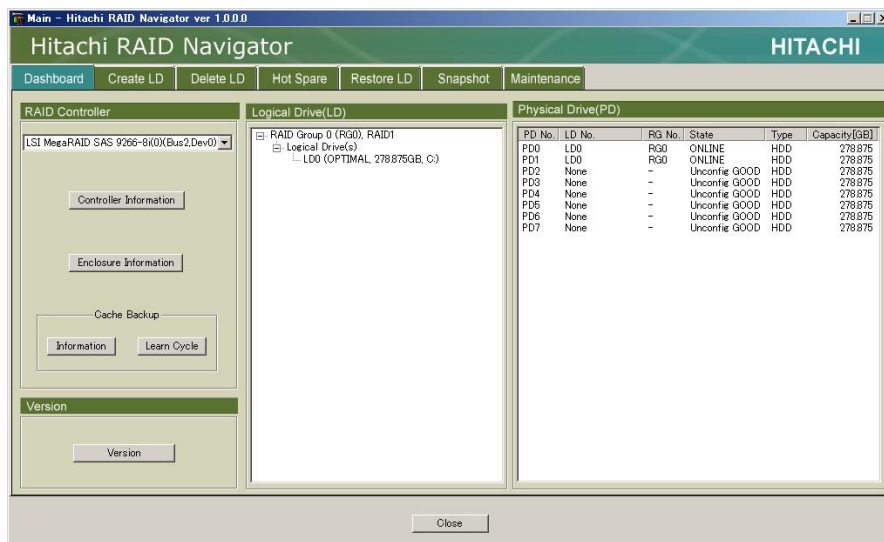 Main - Hitachi RAID Navigator ver 1.0.0.0
Hitachi RAID Navigator
HITACHI
Dashboard Create LD Delete LD Hot Spare Restore LD Snapshot Maintenance
RAID Controller
LSI MegaRAID SAS 9266-8i(0)(Bus2,Dev0)
Controller Information
Enclosure Information
Cache Backup
Information Learn Cycle
Version
Version
Logical Drive(LD)
RAID Group 0 (RG0), RAID1
Logical Drive(s)
LD0 (OPTIMAL, 278.875GB, C:)
Physical Drive(PD)
PD No. LD No. RG No. State Type Capacity[GB]
PD0 LD0 RG0 ONLINE HDD 278.875
PD1 LD0 RG0 ONLINE HDD 278.875
PD2 None - Unconfig GOOD HDD 278.875
PD3 None - Unconfig GOOD HDD 278.875
PD4 None - Unconfig GOOD HDD 278.875
PD5 None - Unconfig GOOD HDD 278.875
PD6 None - Unconfig GOOD HDD 278.875
PD7 None - Unconfig GOOD HDD 278.875
Close